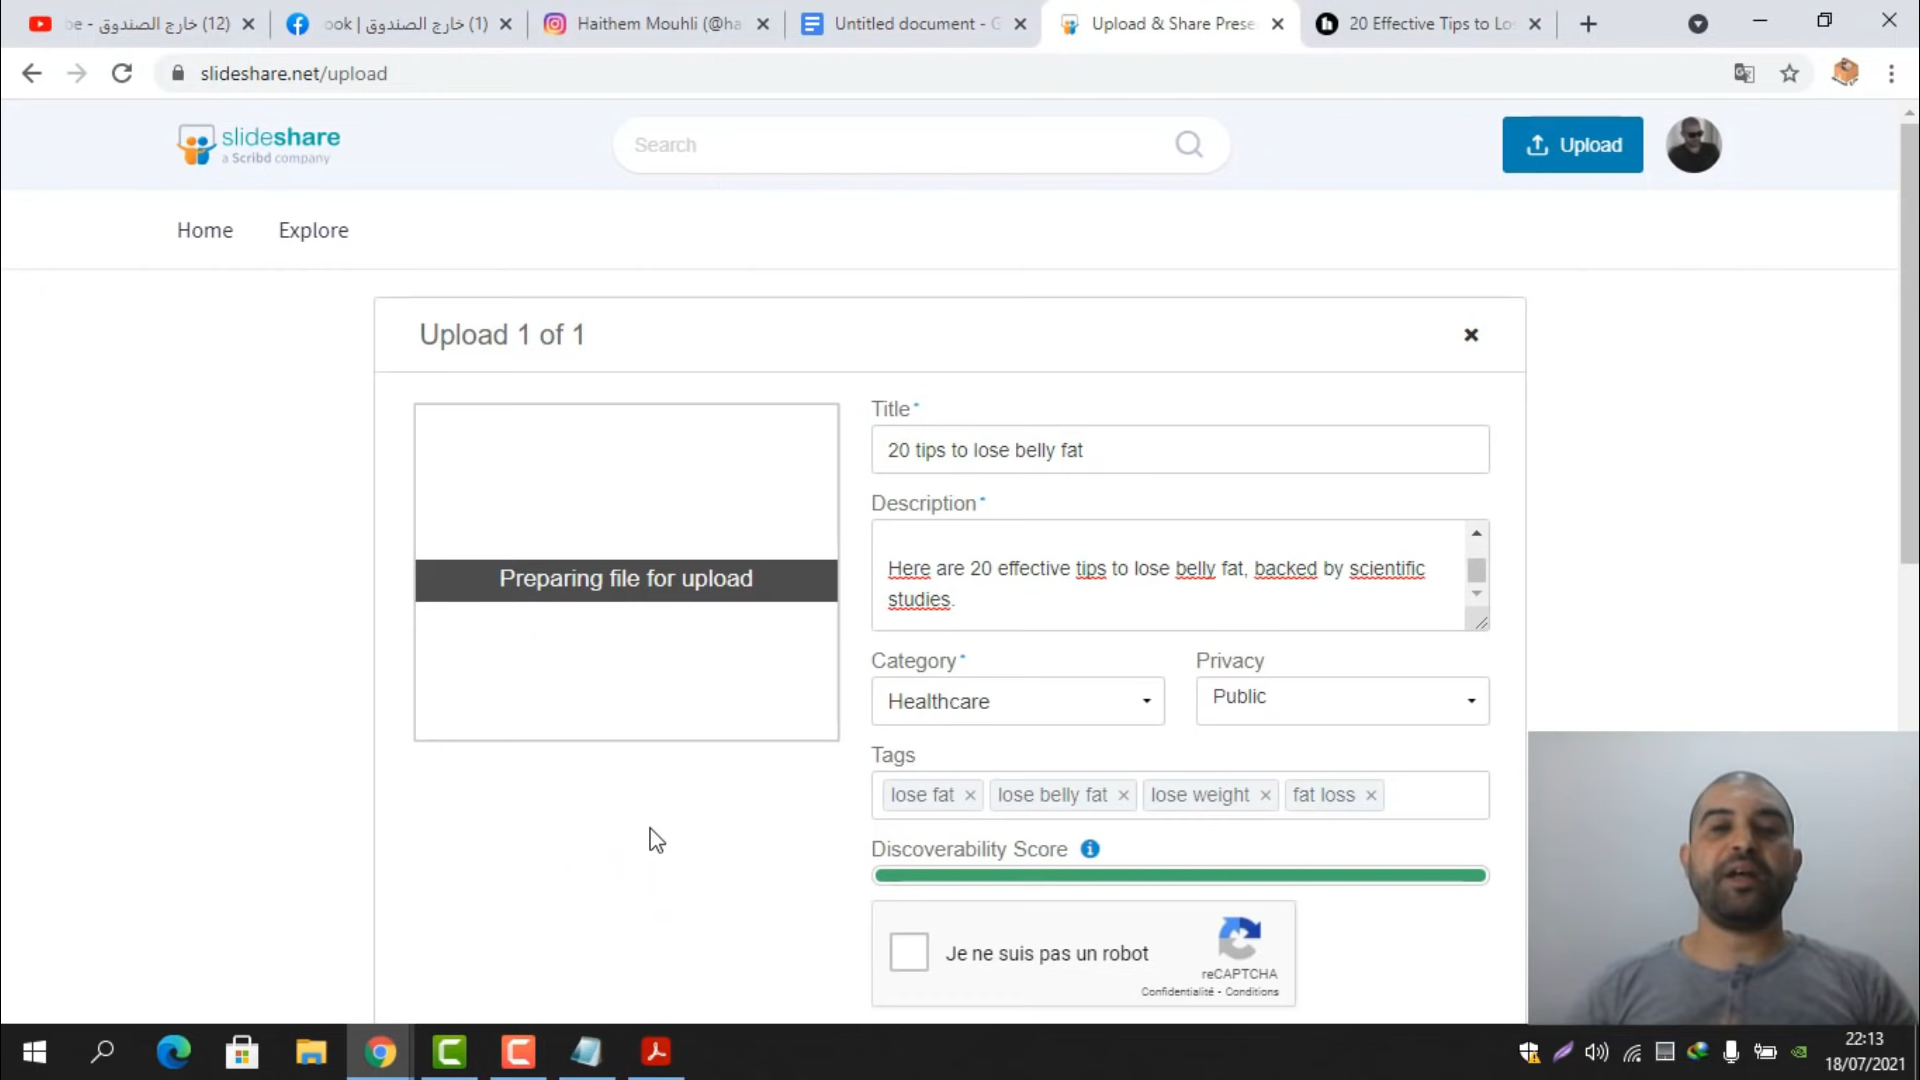 be - خارج الصندوق (12)
ook | خارج الصندوق (1)
Haithem Mouhli (@ha
Untitled document - G
Upload & Share Prese
20 Effective Tips to Los
slideshare.net/upload
slideshare
a Scribd company
Search
Upload
Home
Explore
Upload 1 of 1
Preparing file for upload
Title*
20 tips to lose belly fat
Description*
Here are 20 effective tips to lose belly fat, backed by scientific
studies.
Category*
Privacy
Healthcare
Public
Tags
lose fat ×
lose belly fat ×
lose weight ×
fat loss ×
Discoverability Score
Je ne suis pas un robot
reCAPTCHA
Confidentialité - Conditions
22:13
18/07/2021